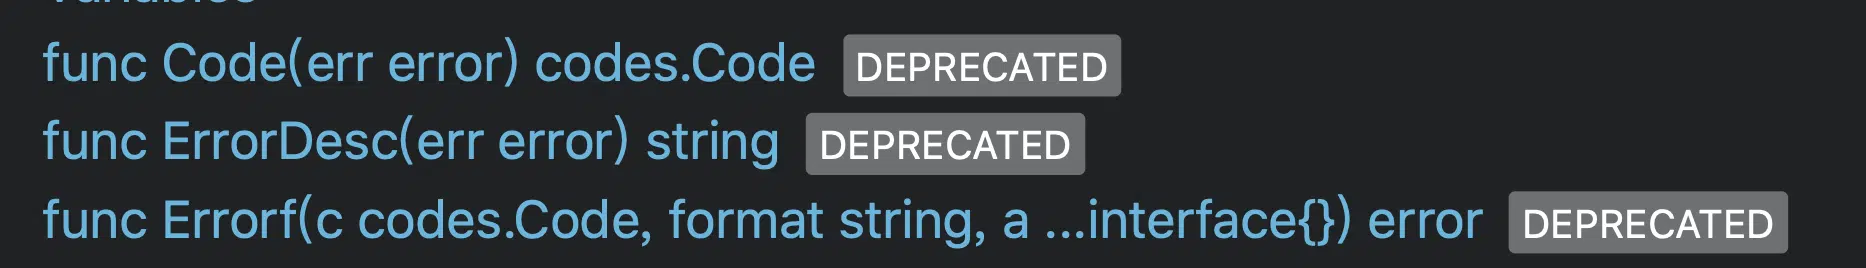 func Code(err error) codes.Code DEPRECATED
func ErrorDesc(err error) string DEPRECATED
func Errorf(c codes.Code, format string, a ...interface{}) error DEPRECATED